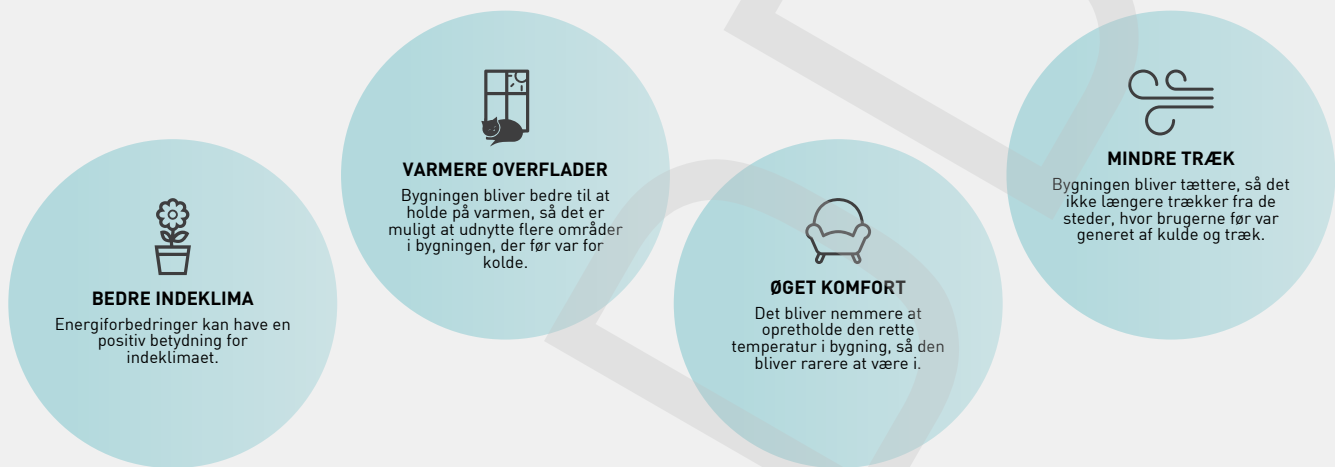 BEDRE INDEKLIMA
Energiforbedringer kan have en
positiv betydning for
indeklimaet.
VARMERE OVERFLADER
Bygningen bliver bedre til at
holde på varmen, så det er
muligt at udnytte flere områder
i bygningen, der før var for
kolde.
ØGET KOMFORT
Det bliver nemmere at
opretholde den rette
temperatur i bygning, så den
bliver rarere at være i.
MINDRE TRÆK
Bygningen bliver tættere, så det
ikke længere trækker fra de
steder, hvor brugerne før var
generet af kulde og træk.